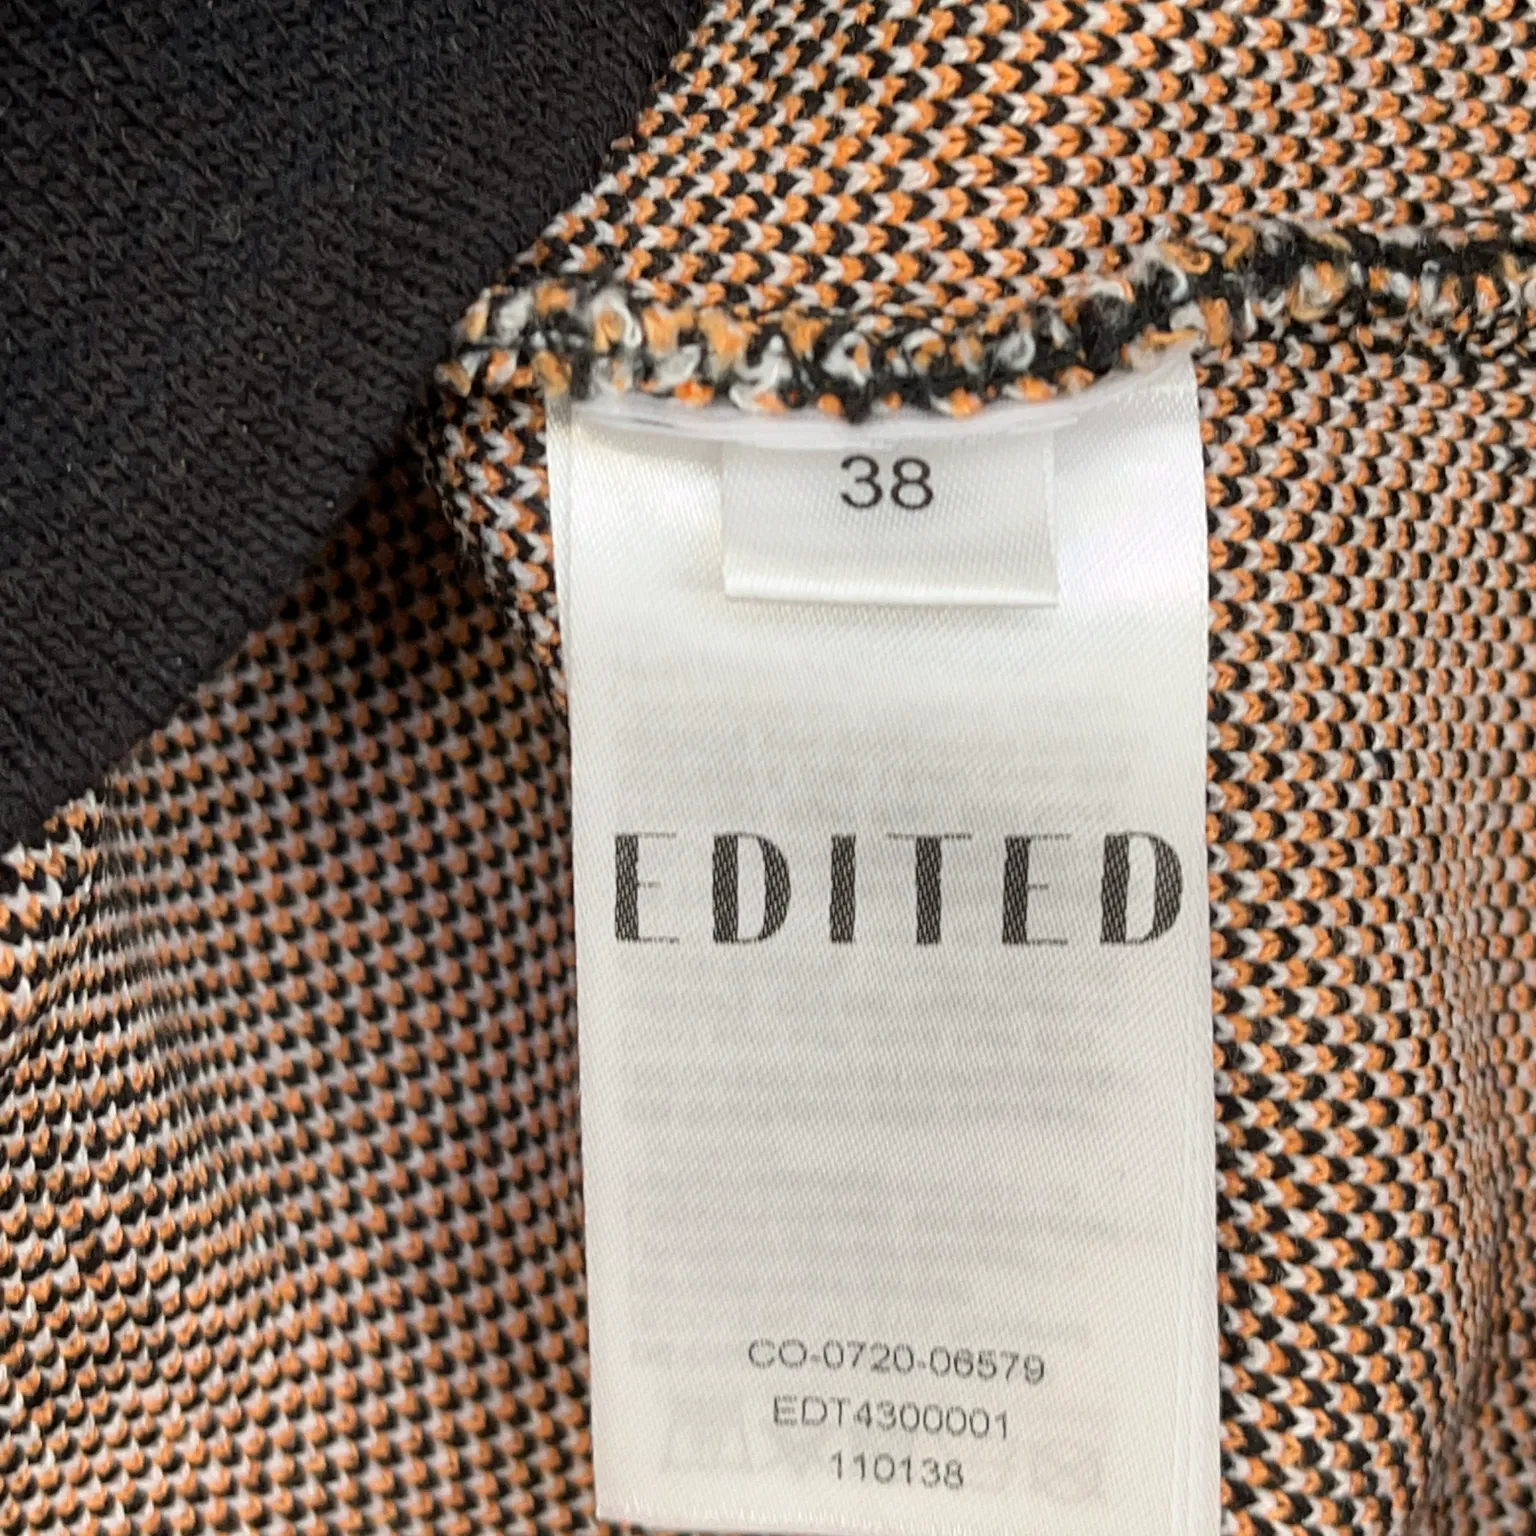 38
EDITED
CO-0720-06579
EDT4300001
110138